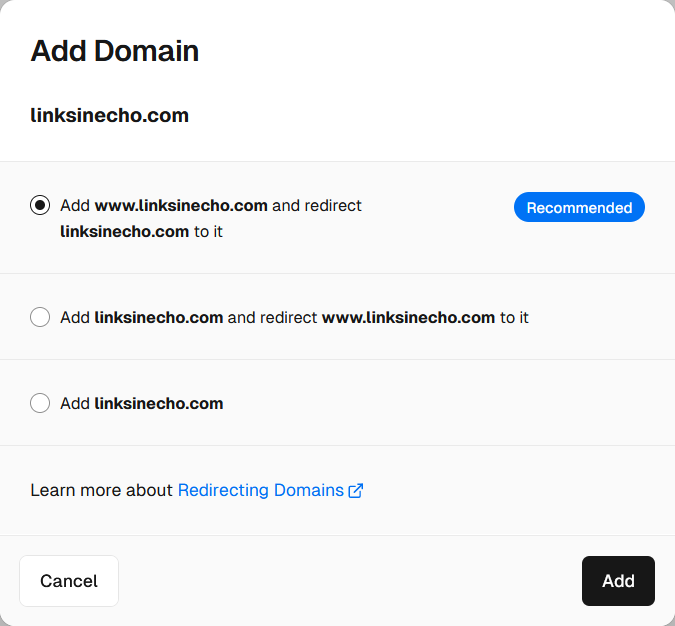 Add Domain
linksinecho.com
Add www.linksinecho.com and redirect
linksinecho.com to it
Recommended
Add linksinecho.com and redirect www.linksinecho.com to it
Add linksinecho.com
Learn more about Redirecting Domains
Cancel
Add